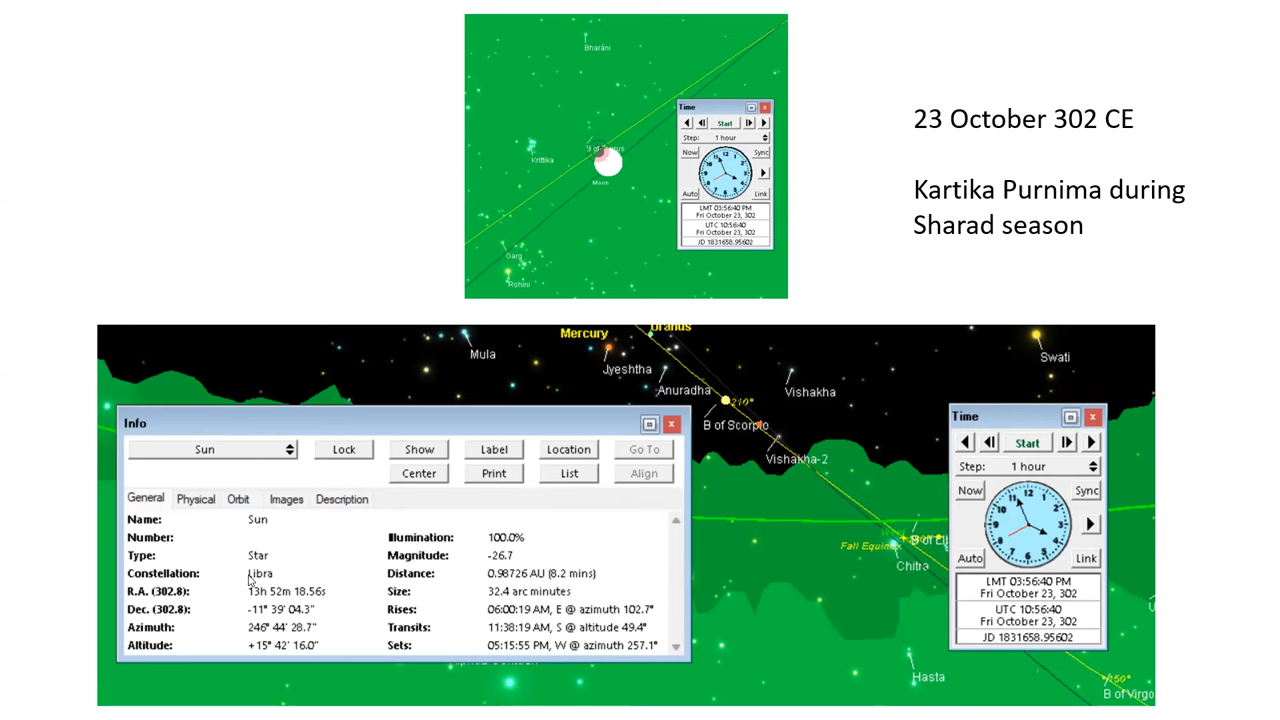 Bharáni
Krittika
Moon
Garg
Rohini
Time
Start
Step: 1 hour
Now
Sync
Auto
Link
LMT 03:56:40 PM
Fri October 23, 302
UTC 10:56:40
Fri October 23, 302
JD 1831658.95602
23 October 302 CE
Kartika Purnima during
Sharad season
Mercury
Uranus
Mula
Jyeshtha
Anuradha
Vishakha
Swati
210°
B of Scorpio
Vishakha-2
Fall Equinox
Chitra
Hasta
150°
B of Virgo
Info
Sun Lock Show Label Location Go To
Center Print List Align
General Physical Orbit Images Description
Name: Sun
Number: Illumination: 100.0%
Type: Star Magnitude: -26.7
Constellation: Libra Distance: 0.98726 AU (8.2 mins)
R.A. (302.8): 13h 52m 18.56s Size: 32.4 arc minutes
Dec. (302.8): -11° 39' 04.3" Rises: 06:00:19 AM, E @ azimuth 102.7°
Azimuth: 246° 44' 28.7" Transits: 11:38:19 AM, S @ altitude 49.4°
Altitude: +15° 42' 16.0" Sets: 05:15:55 PM, W @ azimuth 257.1°
Time
Start
Step: 1 hour
Now
Sync
Auto
Link
LMT 03:56:40 PM
Fri October 23, 302
UTC 10:56:40
Fri October 23, 302
JD 1831658.95602